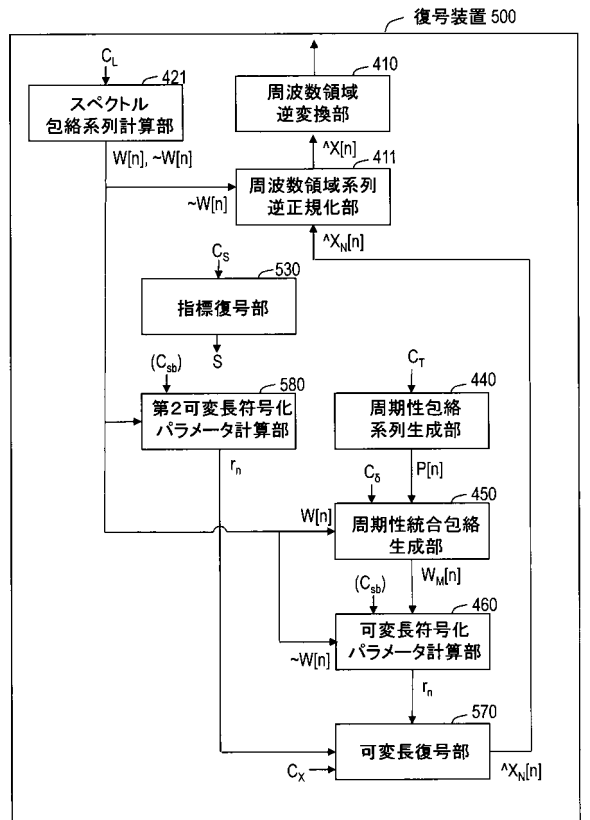 復号装置 500
C_L
421
スペクトル
包絡系列計算部
W[n], ~W[n]
410
周波数領域
逆変換部
^X[n]
411
周波数領域系列
逆正規化部
~W[n]
^X_N[n]
C_S
530
指標復号部
S
(C_sb)
580
第2可変長符号化
パラメータ計算部
r_n
C_T
440
周期性包絡
系列生成部
P[n]
C_δ
450
W[n]
周期性統合包絡
生成部
W_M[n]
(C_sb)
460
可変長符号化
パラメータ計算部
~W[n]
r_n
570
可変長復号部
C_X
^X_N[n]